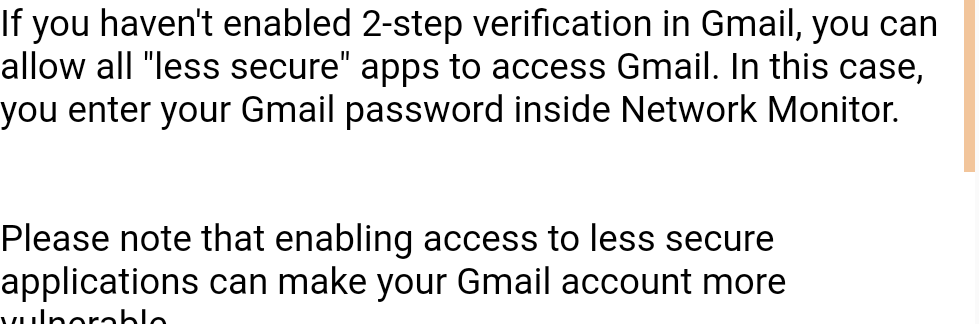 If you haven't enabled 2-step verification in Gmail, you can
allow all "less secure" apps to access Gmail. In this case,
you enter your Gmail password inside Network Monitor.
Please note that enabling access to less secure
applications can make your Gmail account more
vulnerable.